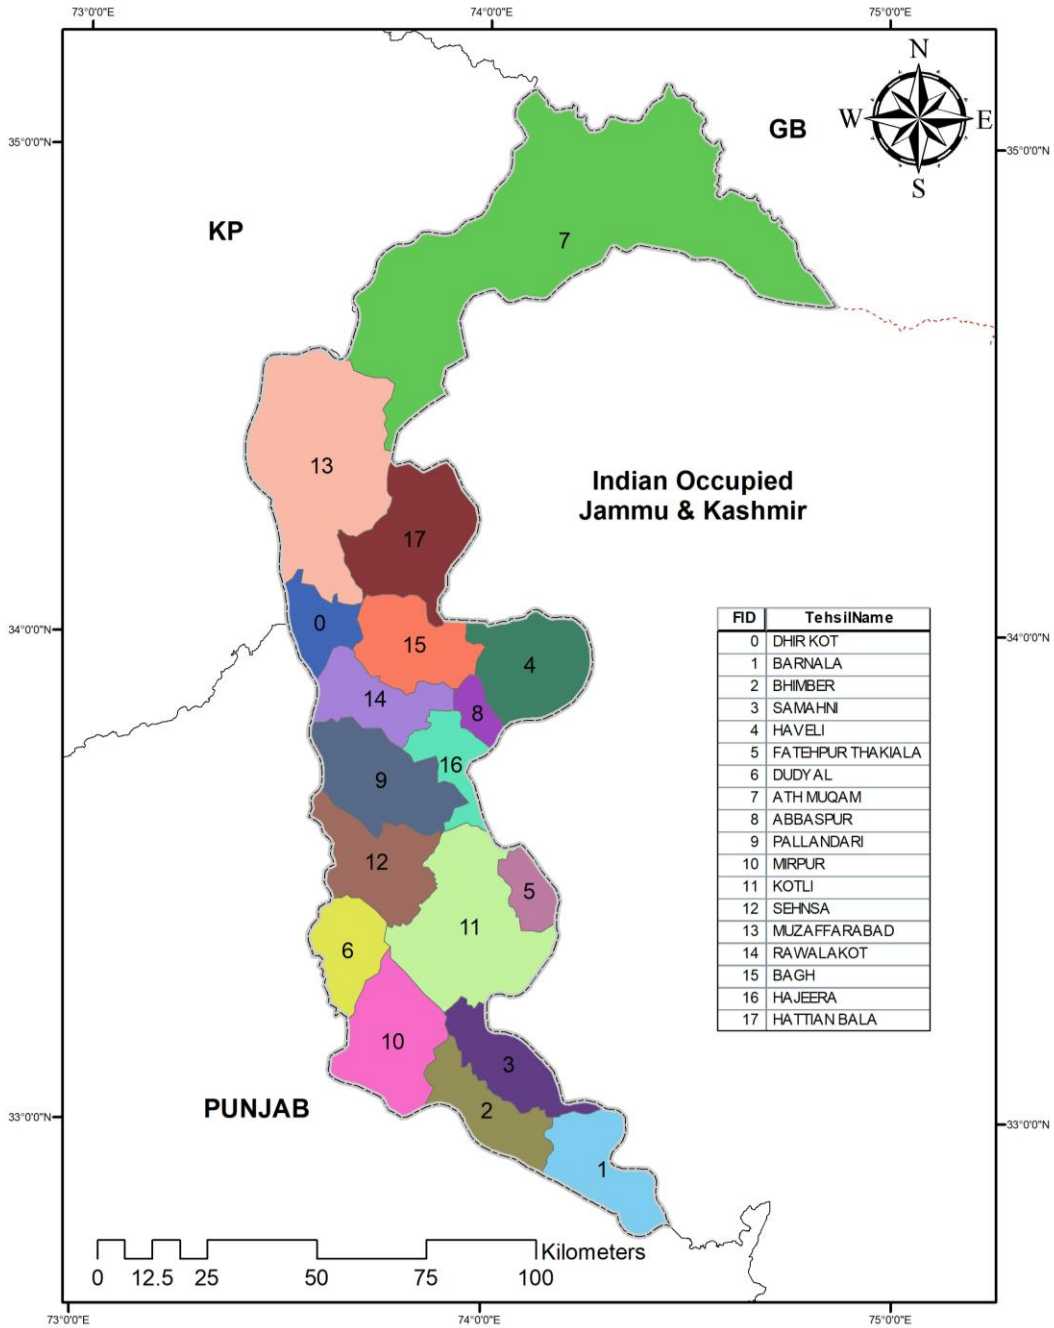 73°0'0"E
74°0'0"E
75°0'0"E
N
W
E
S
GB
35°0'0"N
35°0'0"N
KP
7
13
Indian Occupied
Jammu & Kashmir
17
34°0'0"N
34°0'0"N
0
15
4
14
8
16
9
12
5
11
6
10
3
2
1
FID TehsilName
0 DHIR KOT
1 BARNALA
2 BHIMBER
3 SAMAHNI
4 HAVELI
5 FATEHPUR THAKIALA
6 DUDYAL
7 ATH MUQAM
8 ABBASPUR
9 PALLANDARI
10 MIRPUR
11 KOTLI
12 SEHNSA
13 MUZAFFARABAD
14 RAWALAKOT
15 BAGH
16 HAJEERA
17 HATTIAN BALA
PUNJAB
33°0'0"N
33°0'0"N
Kilometers
0 12.5 25 50 75 100
73°0'0"E
74°0'0"E
75°0'0"E